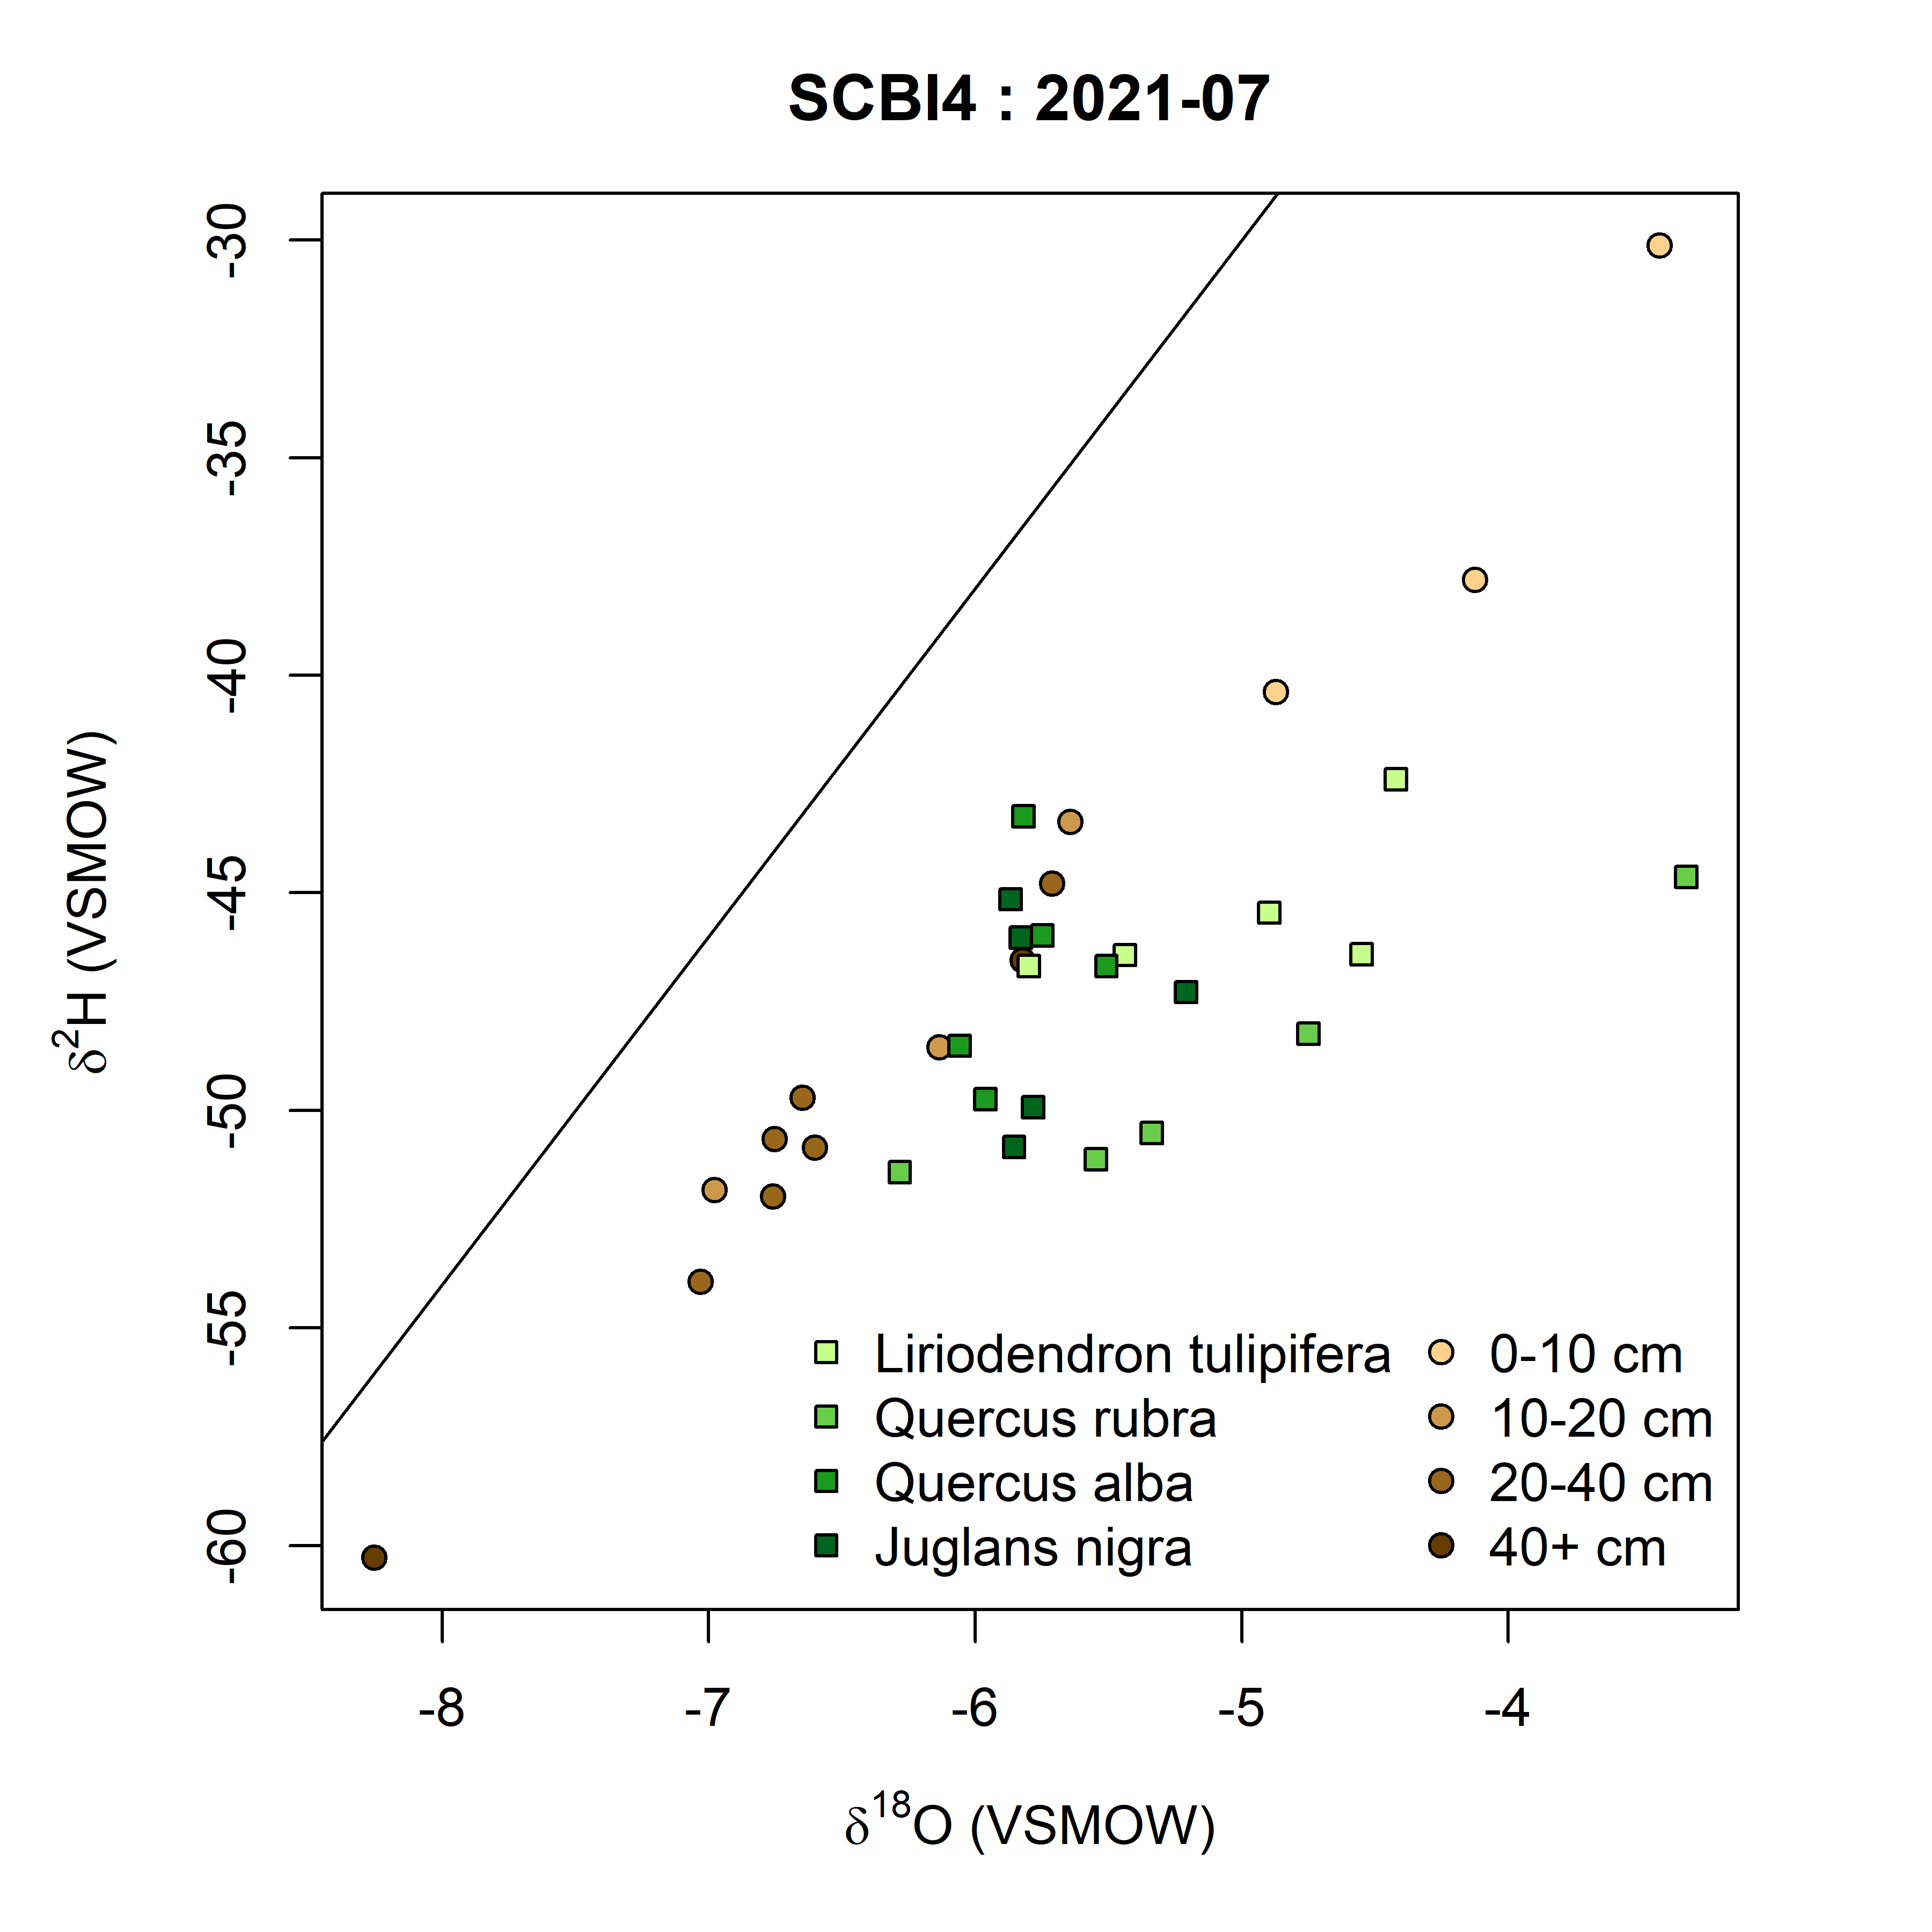 SCBI4 : 2021-07
-30
-35
-40
-45
-50
-55
-60
δ²H (VSMOW)
Liriodendron tulipifera
Quercus rubra
Quercus alba
Juglans nigra
0-10 cm
10-20 cm
20-40 cm
40+ cm
-8 -7 -6 -5 -4
δ¹⁸O (VSMOW)